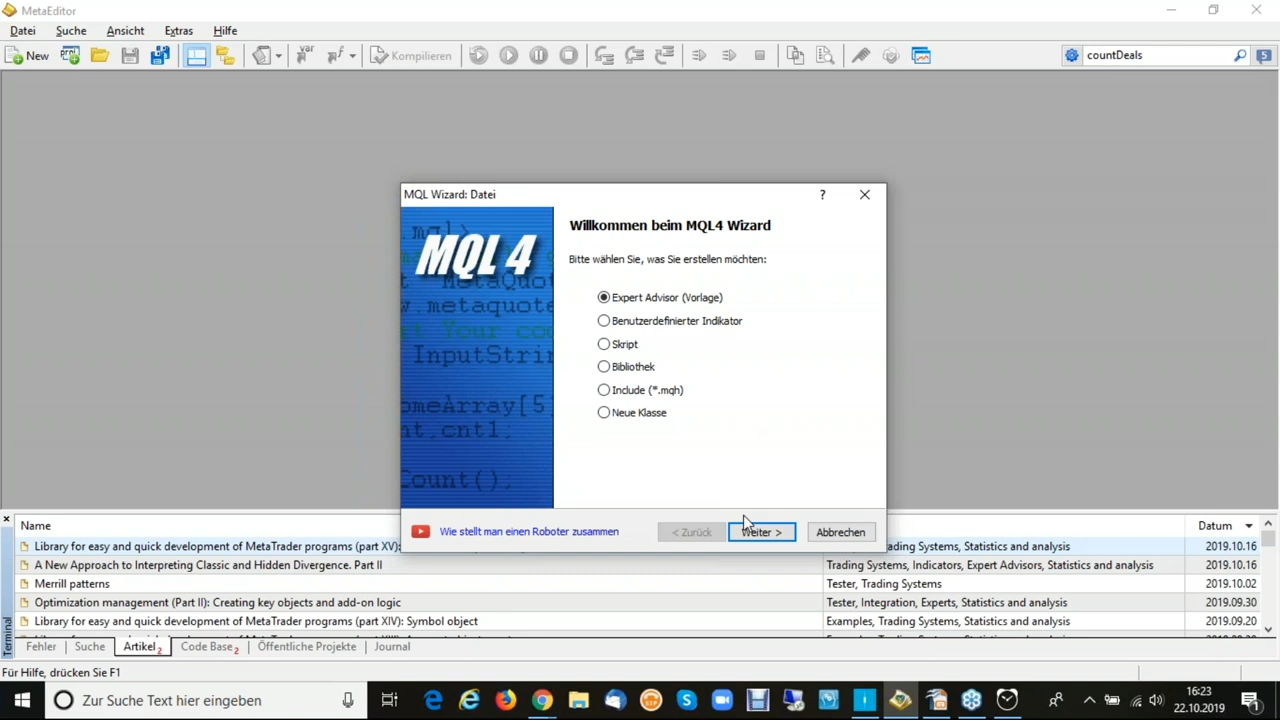 MetaEditor
Datei Suche Ansicht Extras Hilfe
New Kompilieren countDeals 5
MQL Wizard: Datei ?
MQL 4
Willkommen beim MQL4 Wizard
Bitte wählen Sie, was Sie erstellen möchten:
Expert Advisor (Vorlage)
Benutzerdefinierter Indikator
Skript
Bibliothek
Include (*.mqh)
Neue Klasse
Wie stellt man einen Roboter zusammen
< Zurück Weiter > Abbrechen
Name Datum
Library for easy and quick development of MetaTrader programs (part XV): ading Systems, Statistics and analysis 2019.10.16
A New Approach to Interpreting Classic and Hidden Divergence. Part II Trading Systems, Indicators, Expert Advisors, Statistics and analysis 2019.10.16
Merrill patterns Tester, Trading Systems 2019.10.02
Optimization management (Part II): Creating key objects and add-on logic Tester, Integration, Experts, Statistics and analysis 2019.09.30
Library for easy and quick development of MetaTrader programs (part XIV): Symbol object Examples, Trading Systems, Statistics and analysis 2019.09.20
Terminal
Fehler Suche Artikel 2 Code Base 2 Öffentliche Projekte Journal
Für Hilfe, drücken Sie F1
Zur Suche Text hier eingeben
16:23
22.10.2019